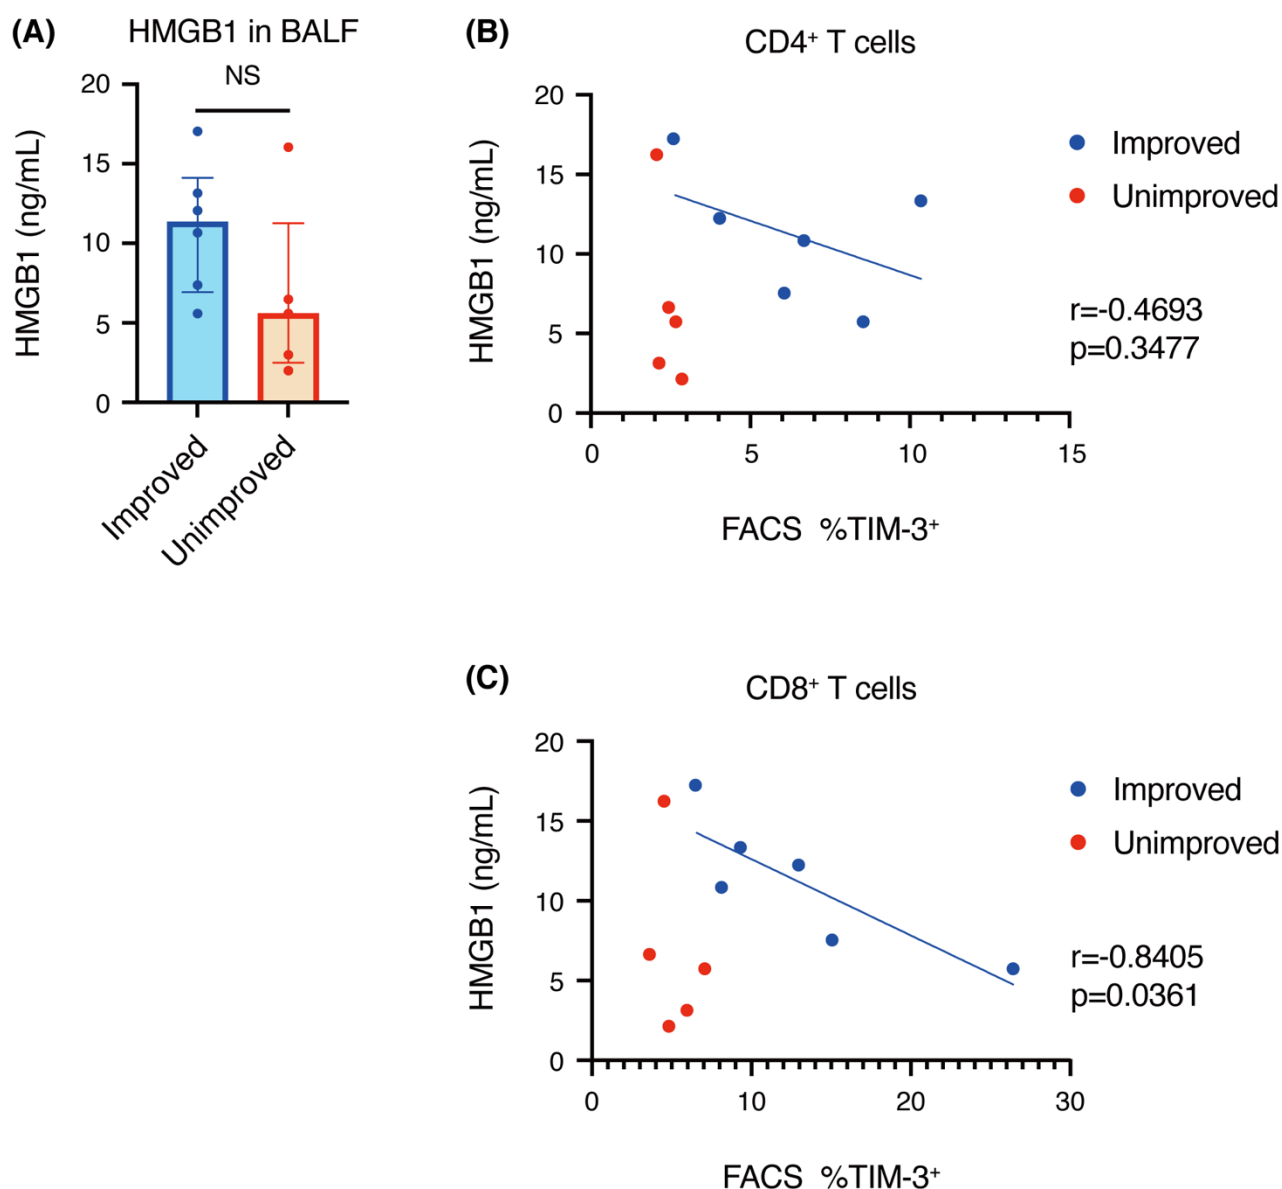 (A)
HMGB1 in BALF
NS
20
15
10
5
0
HMGB1 (ng/mL)
Improved
Unimproved
(B)
CD4⁺ T cells
20
15
10
5
0
HMGB1 (ng/mL)
0 5 10 15
FACS %TIM-3⁺
Improved
Unimproved
r=-0.4693
p=0.3477
(C)
CD8⁺ T cells
20
15
10
5
0
HMGB1 (ng/mL)
0 10 20 30
FACS %TIM-3⁺
Improved
Unimproved
r=-0.8405
p=0.0361